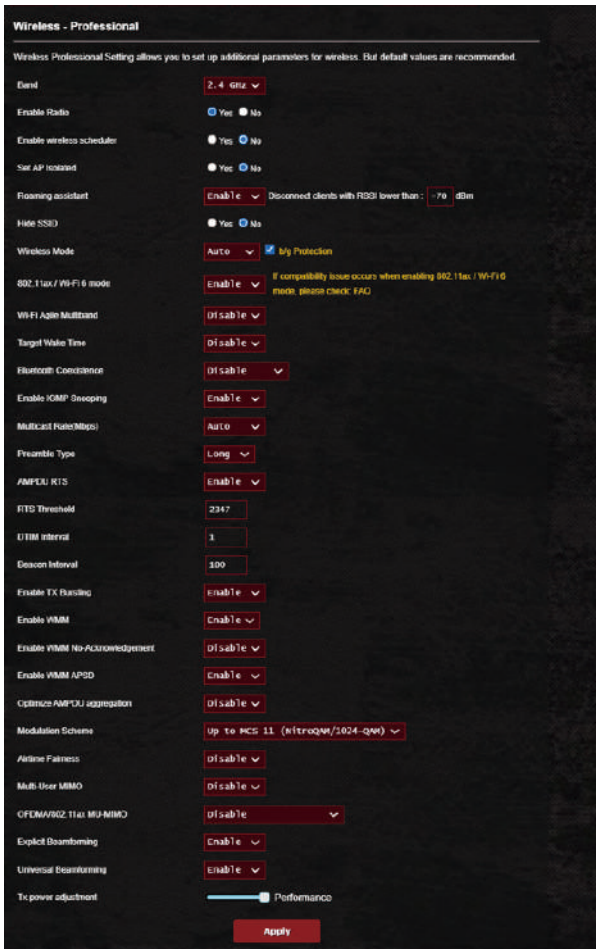 Wireless - Professional
Wireless Professional Setting allows you to set up additional parameters for wireless. But default values are recommended.
Band 2.4 GHz
Enable Radio Yes No
Enable wireless scheduler Yes No
Set AP Isolated Yes No
Roaming assistant Enable Disconnect clients with RSSI lower than : -70 dBm
Hide SSID Yes No
Wireless Mode Auto b/g Protection
802.11ax / Wi-Fi 6 mode Enable If compatibility issue occurs when enabling 802.11ax / Wi-Fi 6
mode, please check: FAQ
Wi-Fi Agile Multiband Disable
Target Wake Time Disable
Bluetooth Coexistence Disable
Enable IGMP Snooping Enable
Multicast Rate(Mbps) Auto
Preamble Type Long
AMPDU RTS Enable
RTS Threshold 2347
DTIM Interval 1
Beacon Interval 100
Enable TX Bursting Enable
Enable WMM Enable
Enable WMM No-Acknowledgement Disable
Enable WMM APSD Enable
Optimize AMPDU aggregation Disable
Modulation Scheme Up to MCS 11 (NitroQAM/1024-QAM)
Airtime Fairness Disable
Multi-User MIMO Disable
OFDMA/802.11ax MU-MIMO Disable
Explicit Beamforming Enable
Universal Beamforming Enable
Tx power adjustment Performance
Apply